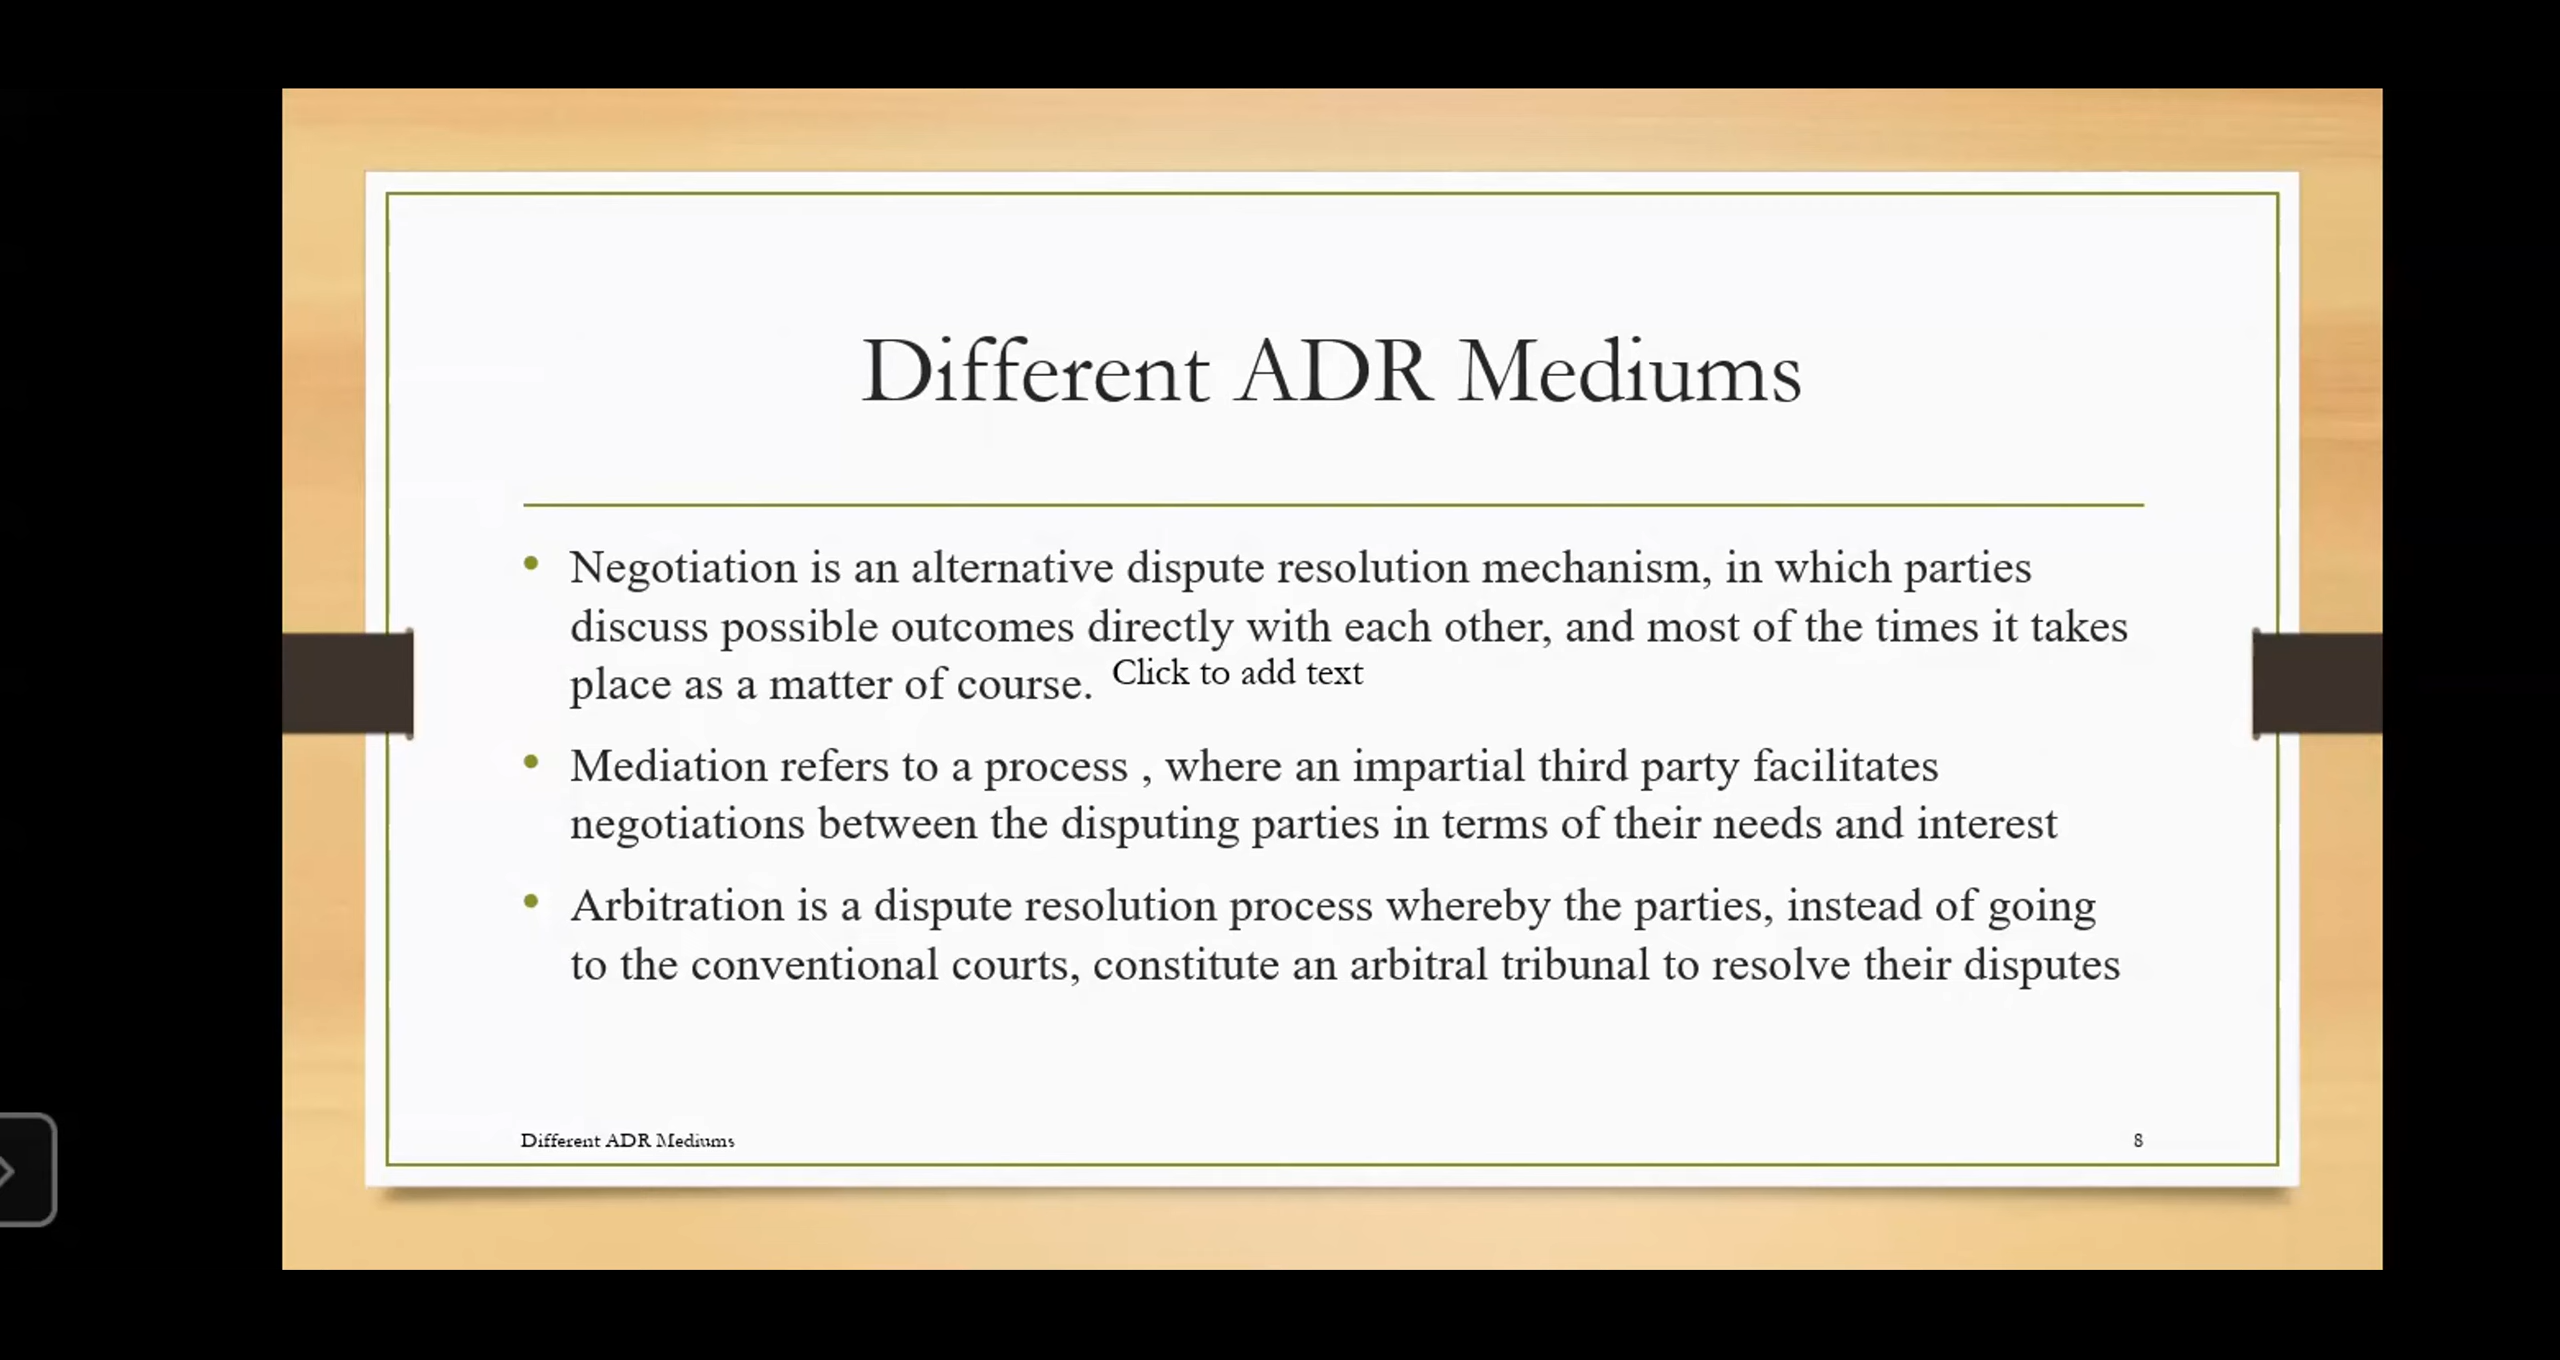 Different ADR Mediums
• Negotiation is an alternative dispute resolution mechanism, in which parties
discuss possible outcomes directly with each other, and most of the times it takes
place as a matter of course. Click to add text
• Mediation refers to a process , where an impartial third party facilitates
negotiations between the disputing parties in terms of their needs and interest
• Arbitration is a dispute resolution process whereby the parties, instead of going
to the conventional courts, constitute an arbitral tribunal to resolve their disputes
Different ADR Mediums 8